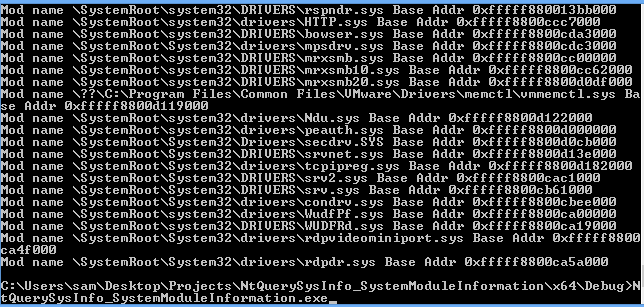 Mod name \SystemRoot\system32\DRIVERS\rspndr.sys Base Addr 0xfffff880013bb000
Mod name \SystemRoot\system32\drivers\HTTP.sys Base Addr 0xfffff8800ccc7000
Mod name \SystemRoot\system32\DRIVERS\bowser.sys Base Addr 0xfffff8800cda3000
Mod name \SystemRoot\System32\drivers\mpsdrv.sys Base Addr 0xfffff8800cdc3000
Mod name \SystemRoot\system32\DRIVERS\mrxsmb.sys Base Addr 0xfffff8800cc00000
Mod name \SystemRoot\system32\DRIVERS\mrxsmb10.sys Base Addr 0xfffff8800cc62000
Mod name \SystemRoot\system32\DRIVERS\mrxsmb20.sys Base Addr 0xfffff8800d0df000
Mod name \??\C:\Program Files\Common Files\VMware\Drivers\memctl\vmmemctl.sys Ba
se Addr 0xfffff8800d119000
Mod name \SystemRoot\system32\drivers\Ndu.sys Base Addr 0xfffff8800d122000
Mod name \SystemRoot\system32\drivers\peauth.sys Base Addr 0xfffff8800d000000
Mod name \SystemRoot\System32\Drivers\secdrv.SYS Base Addr 0xfffff8800d0cb000
Mod name \SystemRoot\System32\DRIVERS\srvnet.sys Base Addr 0xfffff8800d13e000
Mod name \SystemRoot\System32\drivers\tcpipreg.sys Base Addr 0xfffff8800d182000
Mod name \SystemRoot\System32\DRIVERS\srv2.sys Base Addr 0xfffff8800cac1000
Mod name \SystemRoot\System32\DRIVERS\srv.sys Base Addr 0xfffff8800cb61000
Mod name \SystemRoot\System32\drivers\condrv.sys Base Addr 0xfffff8800cbee000
Mod name \SystemRoot\system32\drivers\WudfPf.sys Base Addr 0xfffff8800ca00000
Mod name \SystemRoot\system32\DRIVERS\WUDFRd.sys Base Addr 0xfffff8800ca19000
Mod name \SystemRoot\System32\drivers\rdpvideominiport.sys Base Addr 0xfffff8800
ca4f000
Mod name \SystemRoot\System32\drivers\rdpdr.sys Base Addr 0xfffff8800ca5a000
C:\Users\sam\Desktop\Projects\NtQuerySysInfo_SystemModuleInformation\x64\Debug>N
tQuerySysInfo_SystemModuleInformation.exe